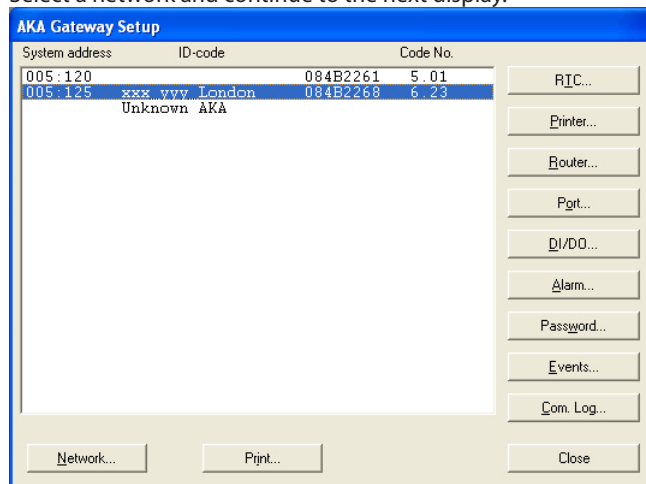 Select a network and continue to the next display.
AKA Gateway Setup
System address ID-code Code No.
005:120 084B2261 5.01
005:125 xxx yyy London 084B2268 6.23
Unknown AKA
RTC...
Printer...
Router...
Port...
DI/DO...
Alarm...
Password...
Events...
Com. Log...
Network... Print... Close